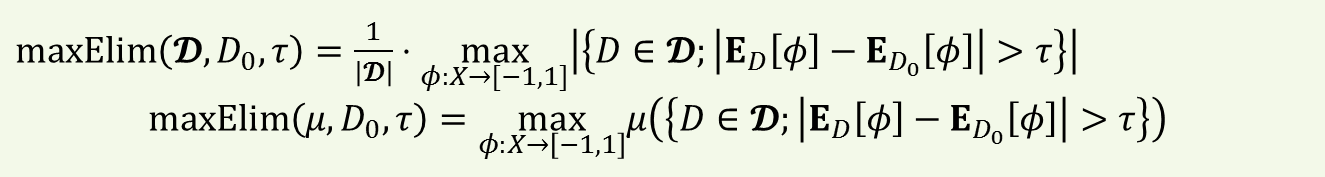 maxElim(𝓓, D₀, τ) = 1/|𝓓| · max_{ϕ:X→[−1,1]} |{D ∈ 𝓓; |𝐄_D[ϕ] − 𝐄_{D₀}[ϕ]| > τ}|
maxElim(μ, D₀, τ) = max_{ϕ:X→[−1,1]} μ({D ∈ 𝓓; |𝐄_D[ϕ] − 𝐄_{D₀}[ϕ]| > τ})